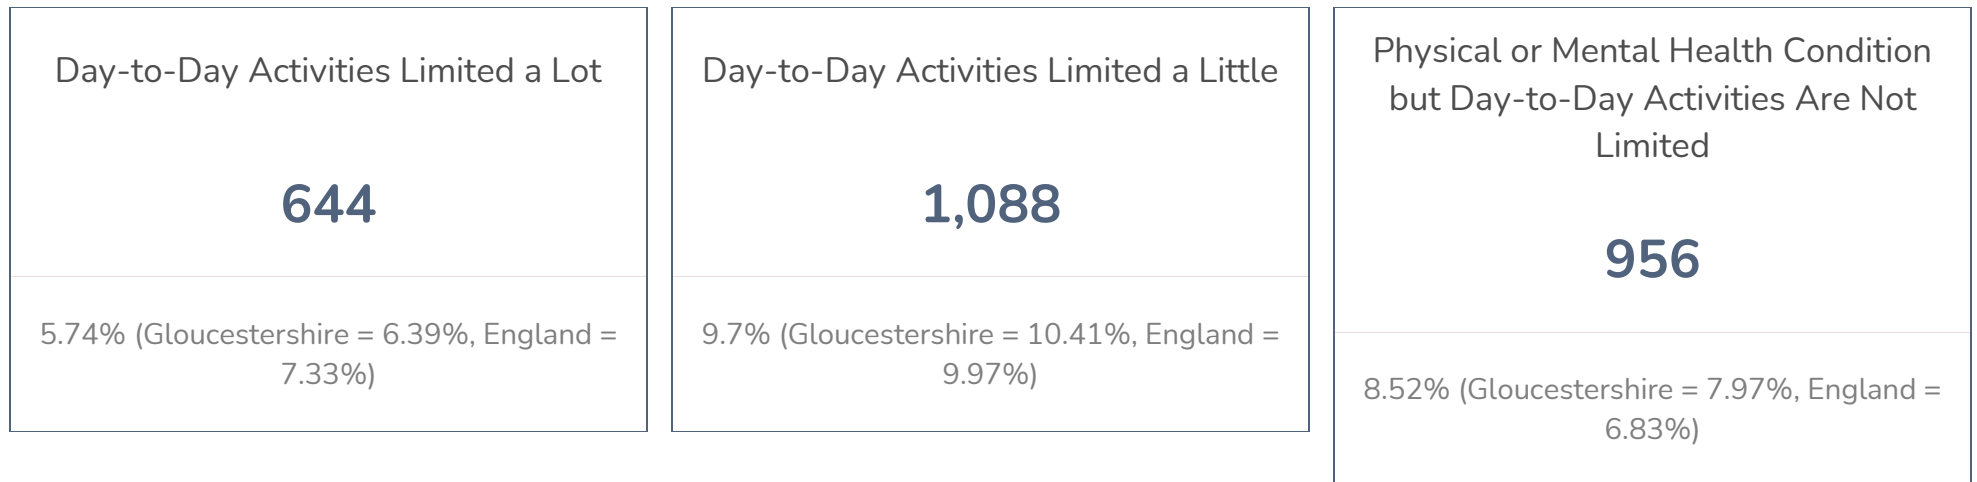 Day-to-Day Activities Limited a Lot
644
5.74% (Gloucestershire = 6.39%, England =
7.33%)
Day-to-Day Activities Limited a Little
1,088
9.7% (Gloucestershire = 10.41%, England =
9.97%)
Physical or Mental Health Condition
but Day-to-Day Activities Are Not
Limited
956
8.52% (Gloucestershire = 7.97%, England =
6.83%)